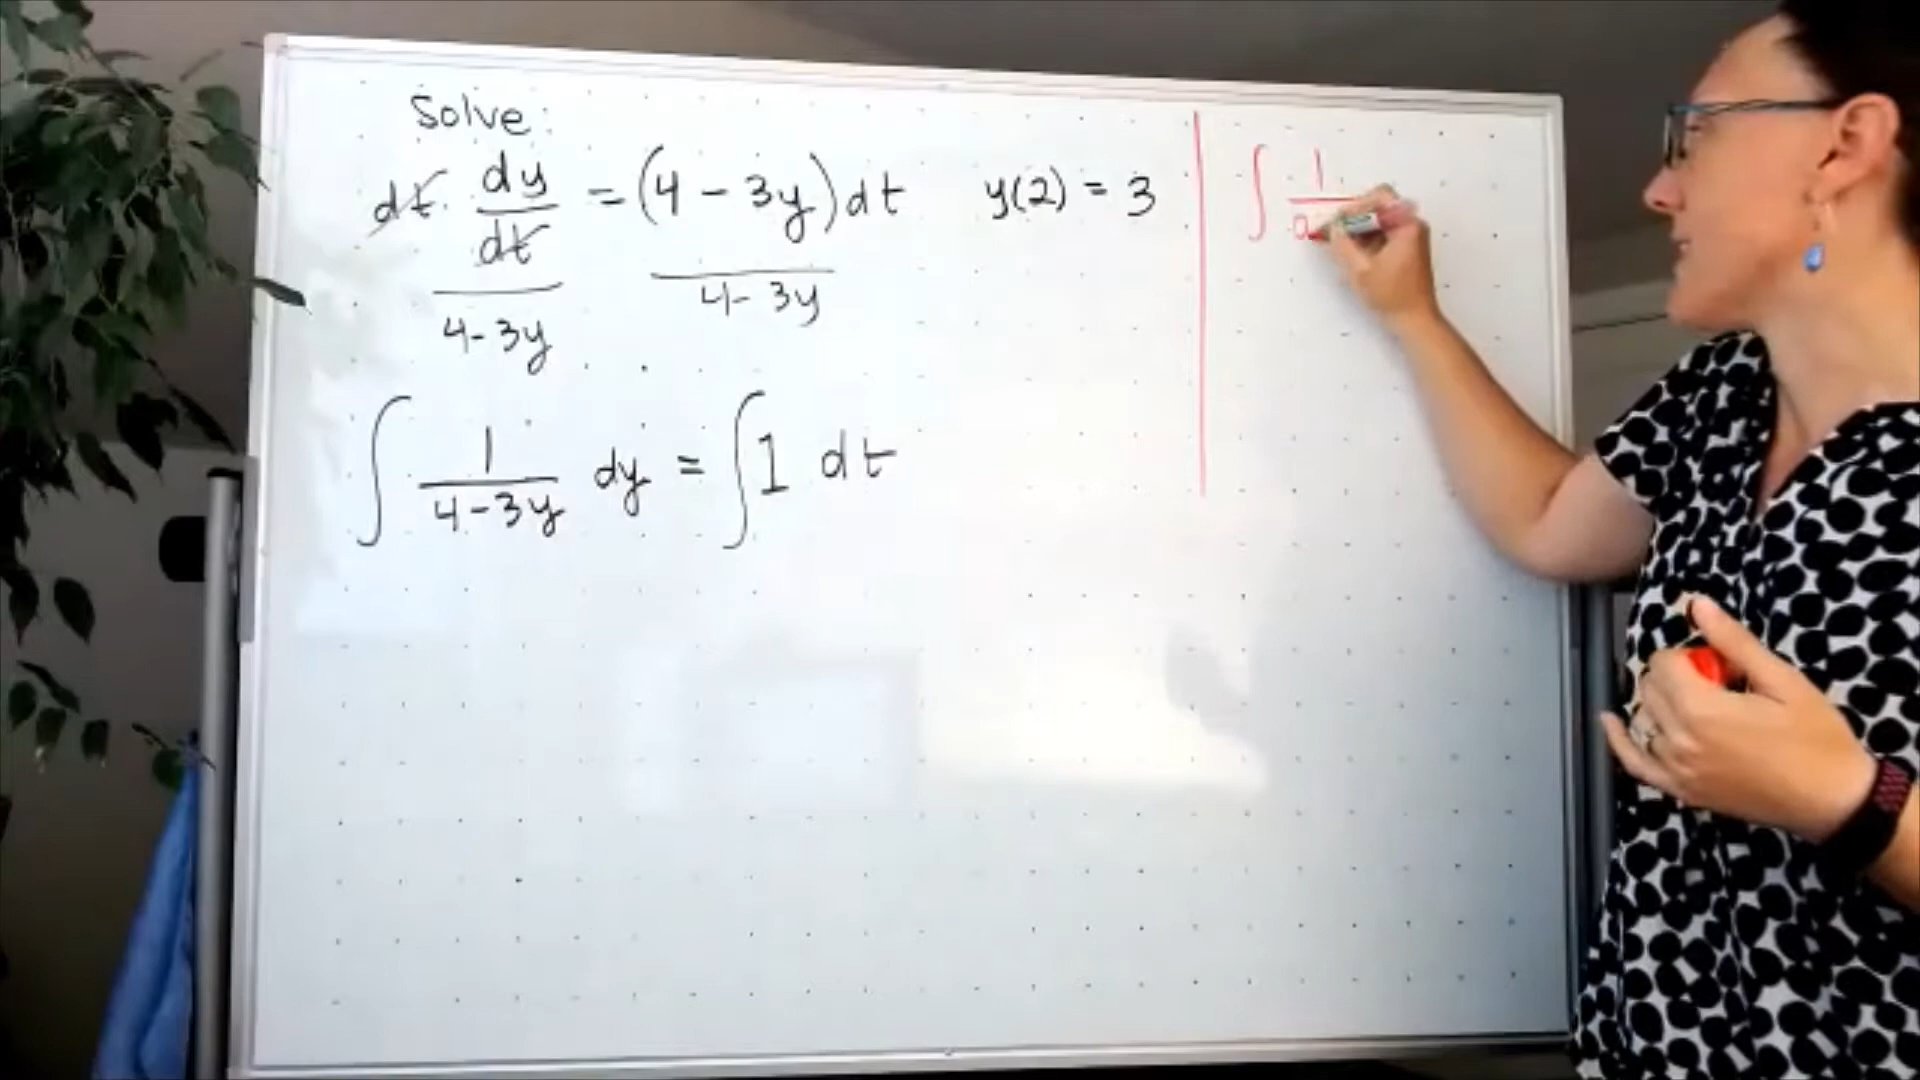 Solve:
dt · dy/dt = (4 - 3y) dt y(2) = 3
4-3y 4-3y
∫ 1/(4-3y) dy = ∫ 1 dt
∫ 1/a